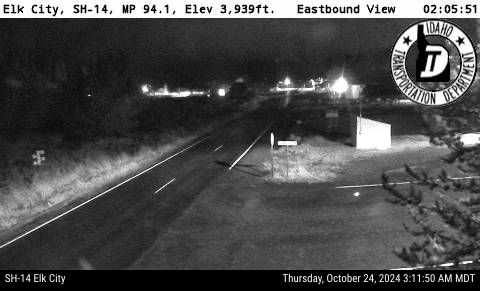 Elk City, SH-14, MP 94.1, Elev 3,939ft. Eastbound View 02:05:51
IDAHO
TRANSPORTATION DEPARTMENT
SH-14 Elk City Thursday, October 24, 2024 3:11:50 AM MDT